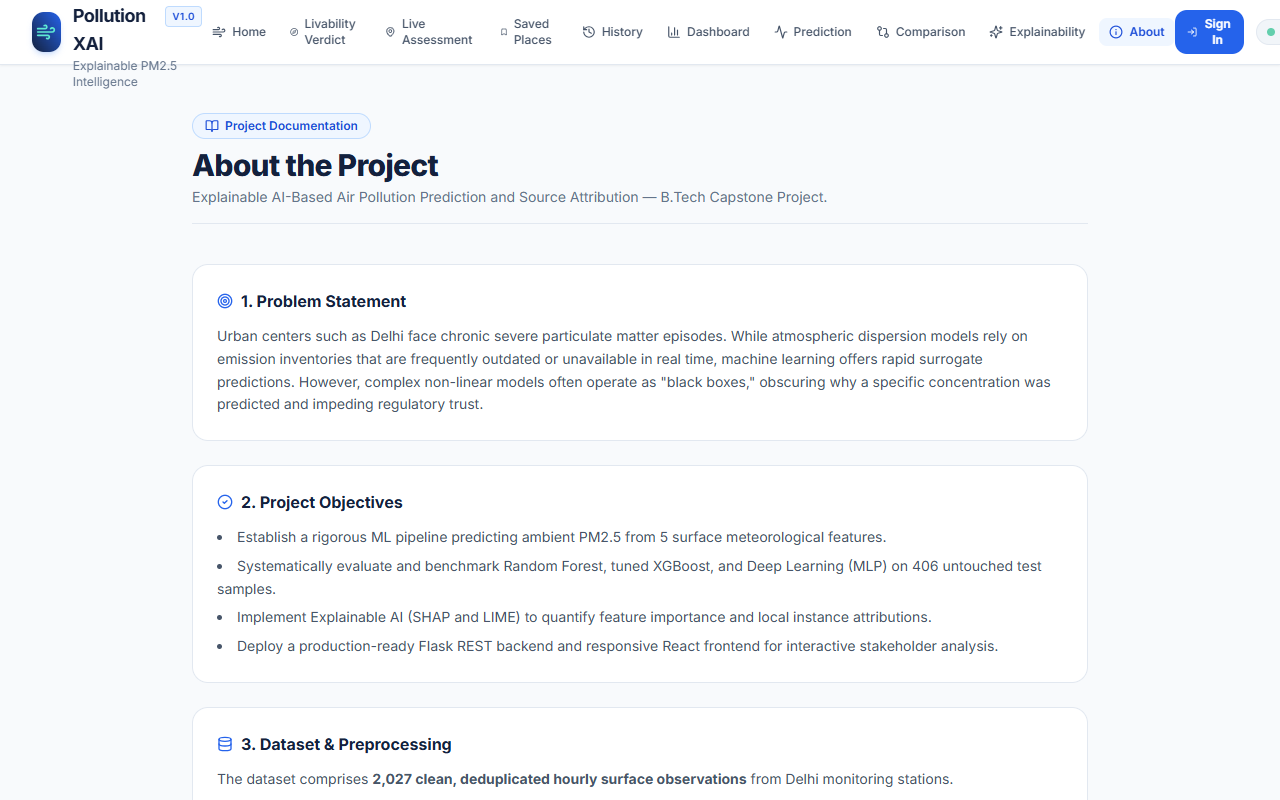 Pollution
XAI
V1.0
Explainable PM2.5
Intelligence
Home
Livability
Verdict
Live
Assessment
Saved
Places
History
Dashboard
Prediction
Comparison
Explainability
About
Sign
In
Project Documentation
About the Project
Explainable AI-Based Air Pollution Prediction and Source Attribution — B.Tech Capstone Project.
1. Problem Statement
Urban centers such as Delhi face chronic severe particulate matter episodes. While atmospheric dispersion models rely on
emission inventories that are frequently outdated or unavailable in real time, machine learning offers rapid surrogate
predictions. However, complex non-linear models often operate as "black boxes," obscuring why a specific concentration was
predicted and impeding regulatory trust.
2. Project Objectives
• Establish a rigorous ML pipeline predicting ambient PM2.5 from 5 surface meteorological features.
• Systematically evaluate and benchmark Random Forest, tuned XGBoost, and Deep Learning (MLP) on 406 untouched test
samples.
• Implement Explainable AI (SHAP and LIME) to quantify feature importance and local instance attributions.
• Deploy a production-ready Flask REST backend and responsive React frontend for interactive stakeholder analysis.
3. Dataset & Preprocessing
The dataset comprises 2,027 clean, deduplicated hourly surface observations from Delhi monitoring stations.